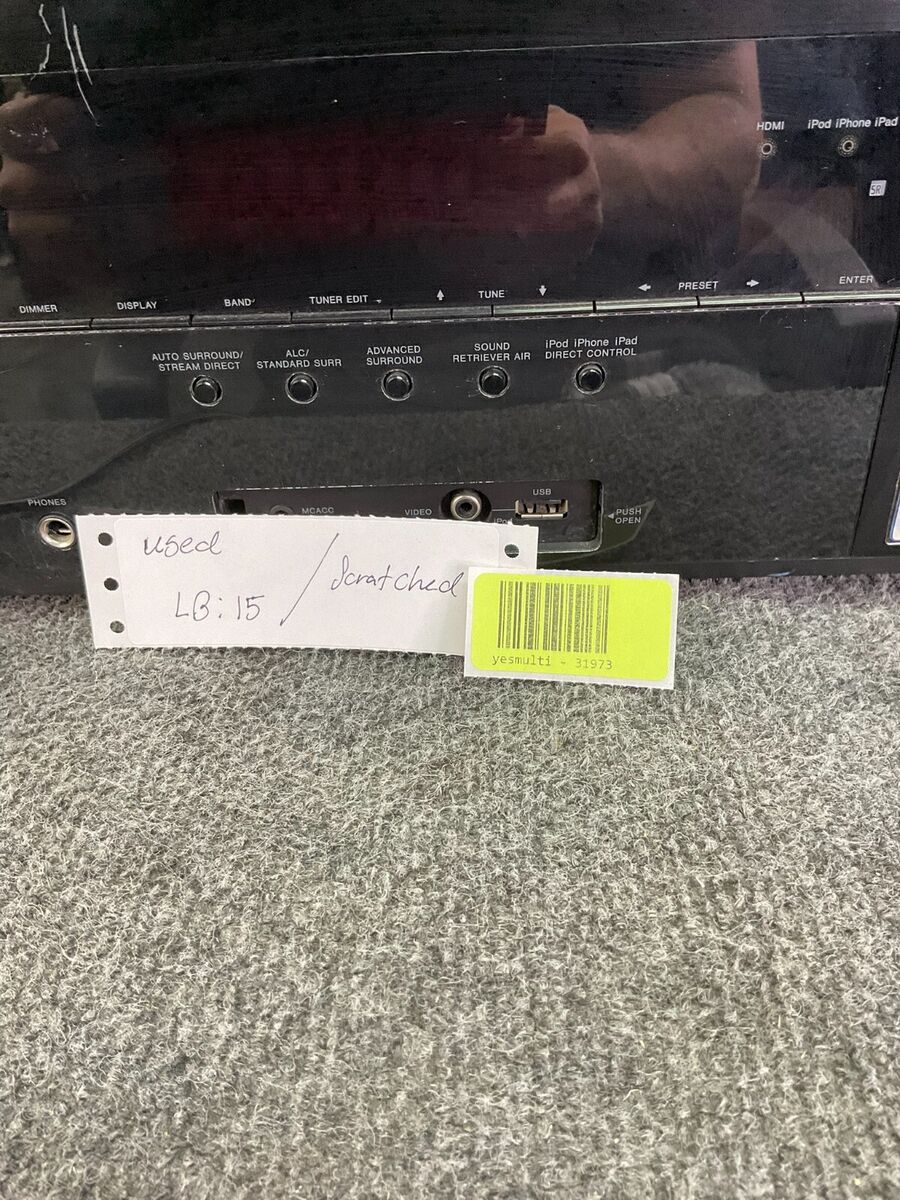 HDMI iPod iPhone iPad
SR
DIMMER DISPLAY BAND TUNER EDIT TUNE PRESET ENTER
AUTO SURROUND/
STREAM DIRECT
ALC/
STANDARD SURR
ADVANCED
SURROUND
SOUND
RETRIEVER AIR
iPod iPhone iPad
DIRECT CONTROL
PHONES
MCACC
VIDEO
USB
PUSH
OPEN
used / Scratched
LB: 15
yesmulti - 31973